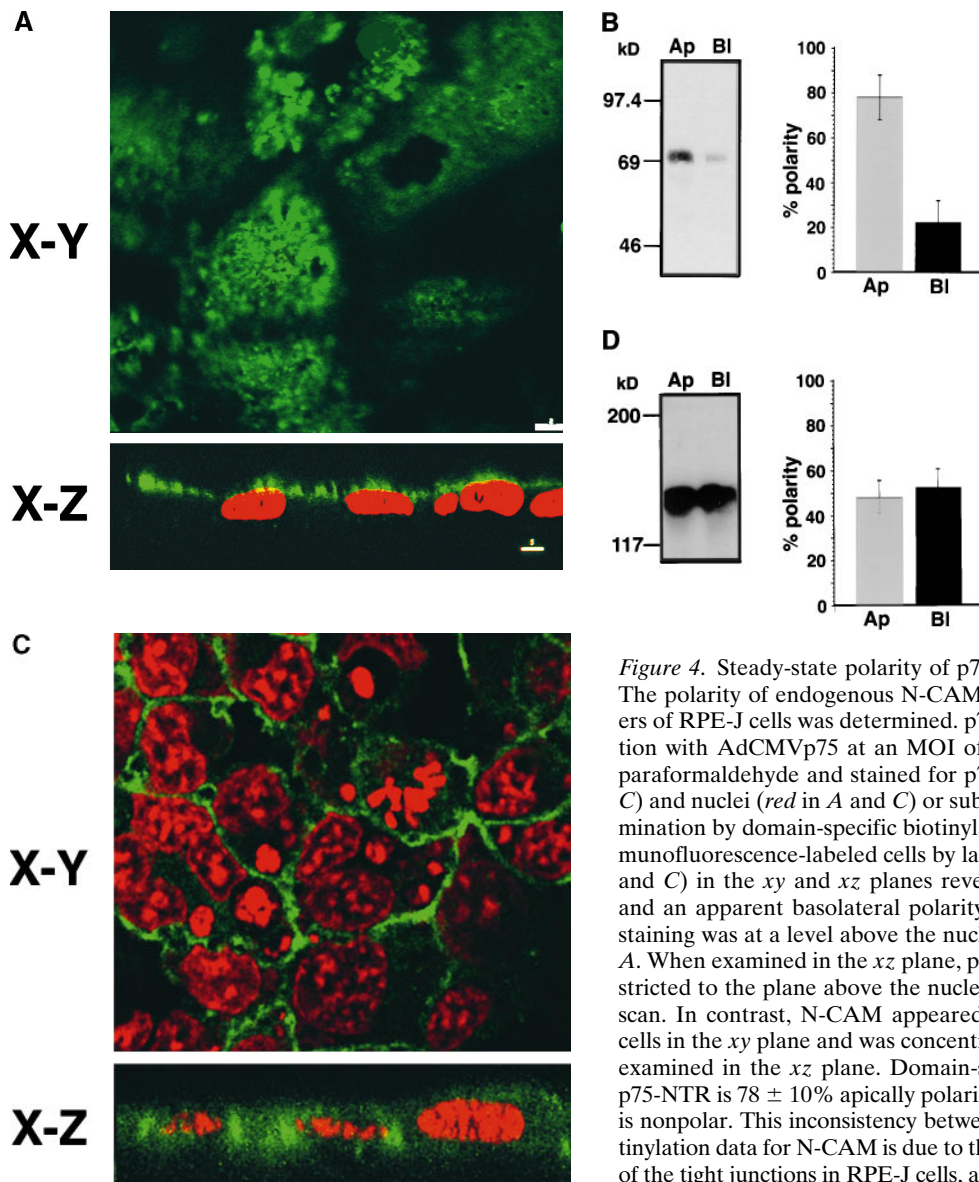 A
X-Y
X-Z
5
B
kD
Ap Bl
97.4
69
46
% polarity
100
80
60
40
20
0
Ap
Bl
D
kD
Ap Bl
200
117
% polarity
100
80
60
40
20
0
Ap
Bl
C
X-Y
X-Z
Figure 4. Steady-state polarity of p7
The polarity of endogenous N-CAM
ers of RPE-J cells was determined. p7
tion with AdCMVp75 at an MOI of
paraformaldehyde and stained for p7
C) and nuclei (red in A and C) or sub
mination by domain-specific biotinyl
munofluorescence-labeled cells by la
and C) in the xy and xz planes reve
and an apparent basolateral polarity
staining was at a level above the nucl
A. When examined in the xz plane, p
stricted to the plane above the nucle
scan. In contrast, N-CAM appeared
cells in the xy plane and was concenti
examined in the xz plane. Domain-s
p75-NTR is 78 ± 10% apically polari
is nonpolar. This inconsistency betwe
tinylation data for N-CAM is due to tl
of the tight junctions in RPE-J cells, a